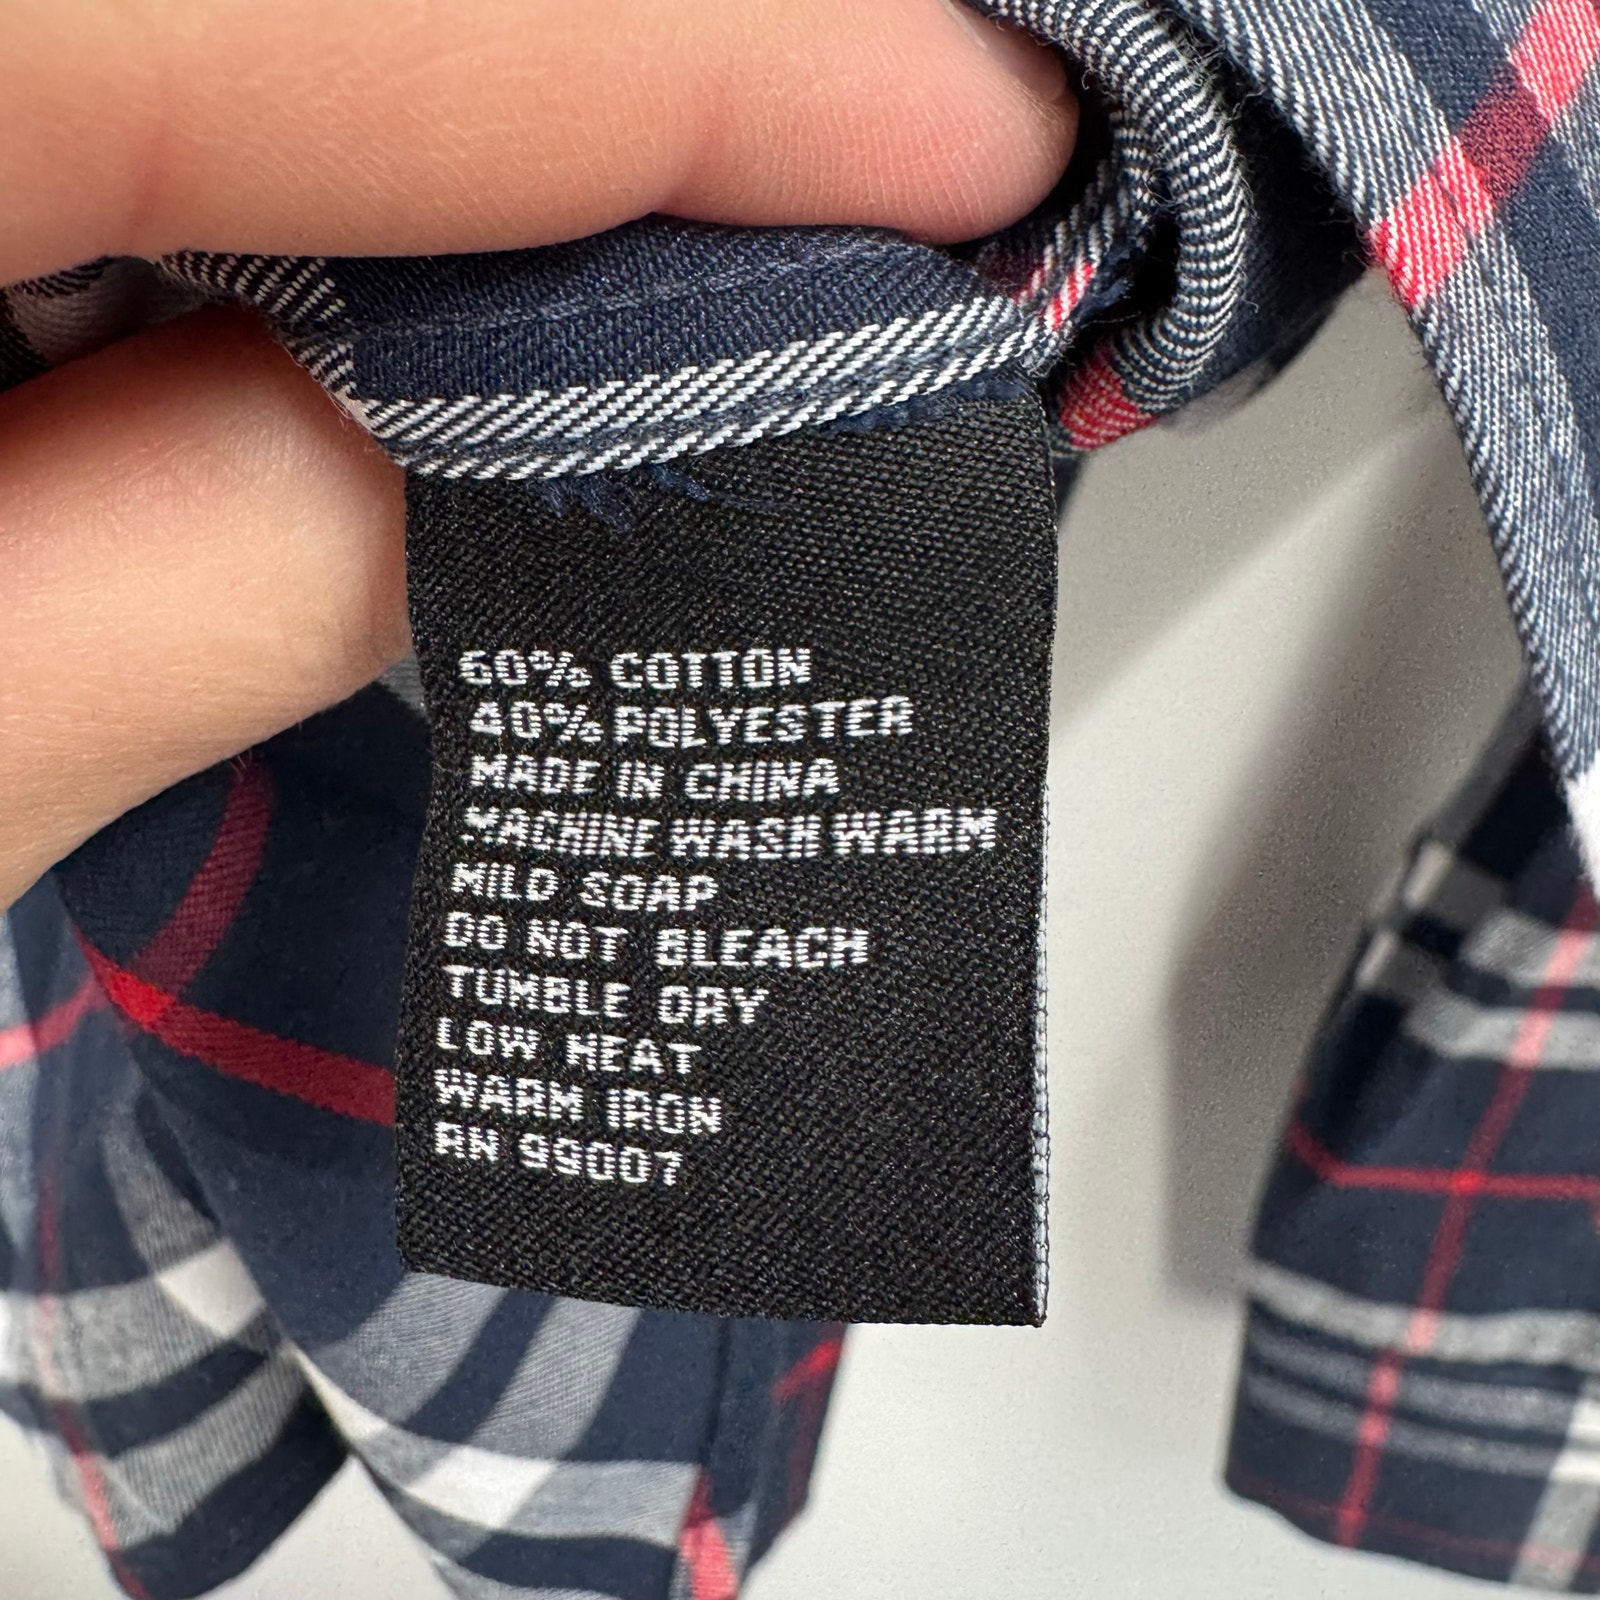 60% COTTON
40% POLYESTER
MADE IN CHINA
MACHINE WASH WARM
MILD SOAP
DO NOT BLEACH
TUMBLE DRY
LOW HEAT
WARM IRON
RN 99007